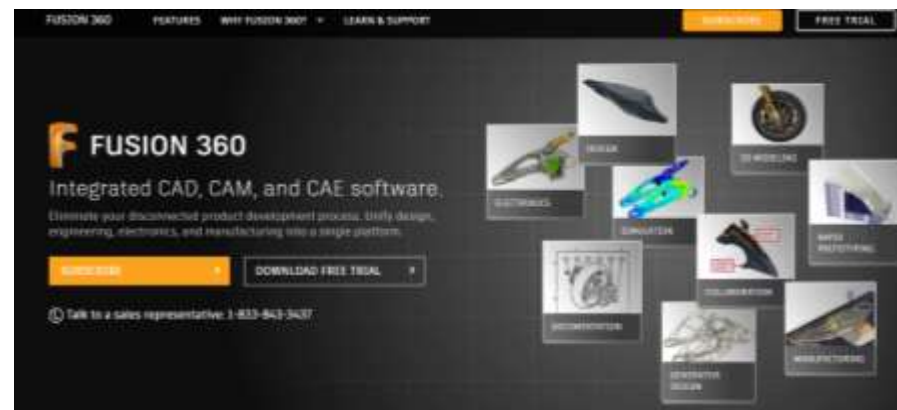 FUSION 360
FEATURES
WHY FUSION 360?
LEARN & SUPPORT
SUBSCRIBE
FREE TRIAL
F FUSION 360
Integrated CAD, CAM, and CAE software.
Eliminate your disconnected product development process. Unify design,
engineering, electronics, and manufacturing into a single platform.
SUBSCRIBE
DOWNLOAD FREE TRIAL
Talk to a sales representative: 1-833-843-3437
DESIGN
3D MODELING
ELECTRONICS
SIMULATION
RAPID
PROTOTYPING
COLLABORATION
DOCUMENTATION
GENERATIVE
DESIGN
MANUFACTURING